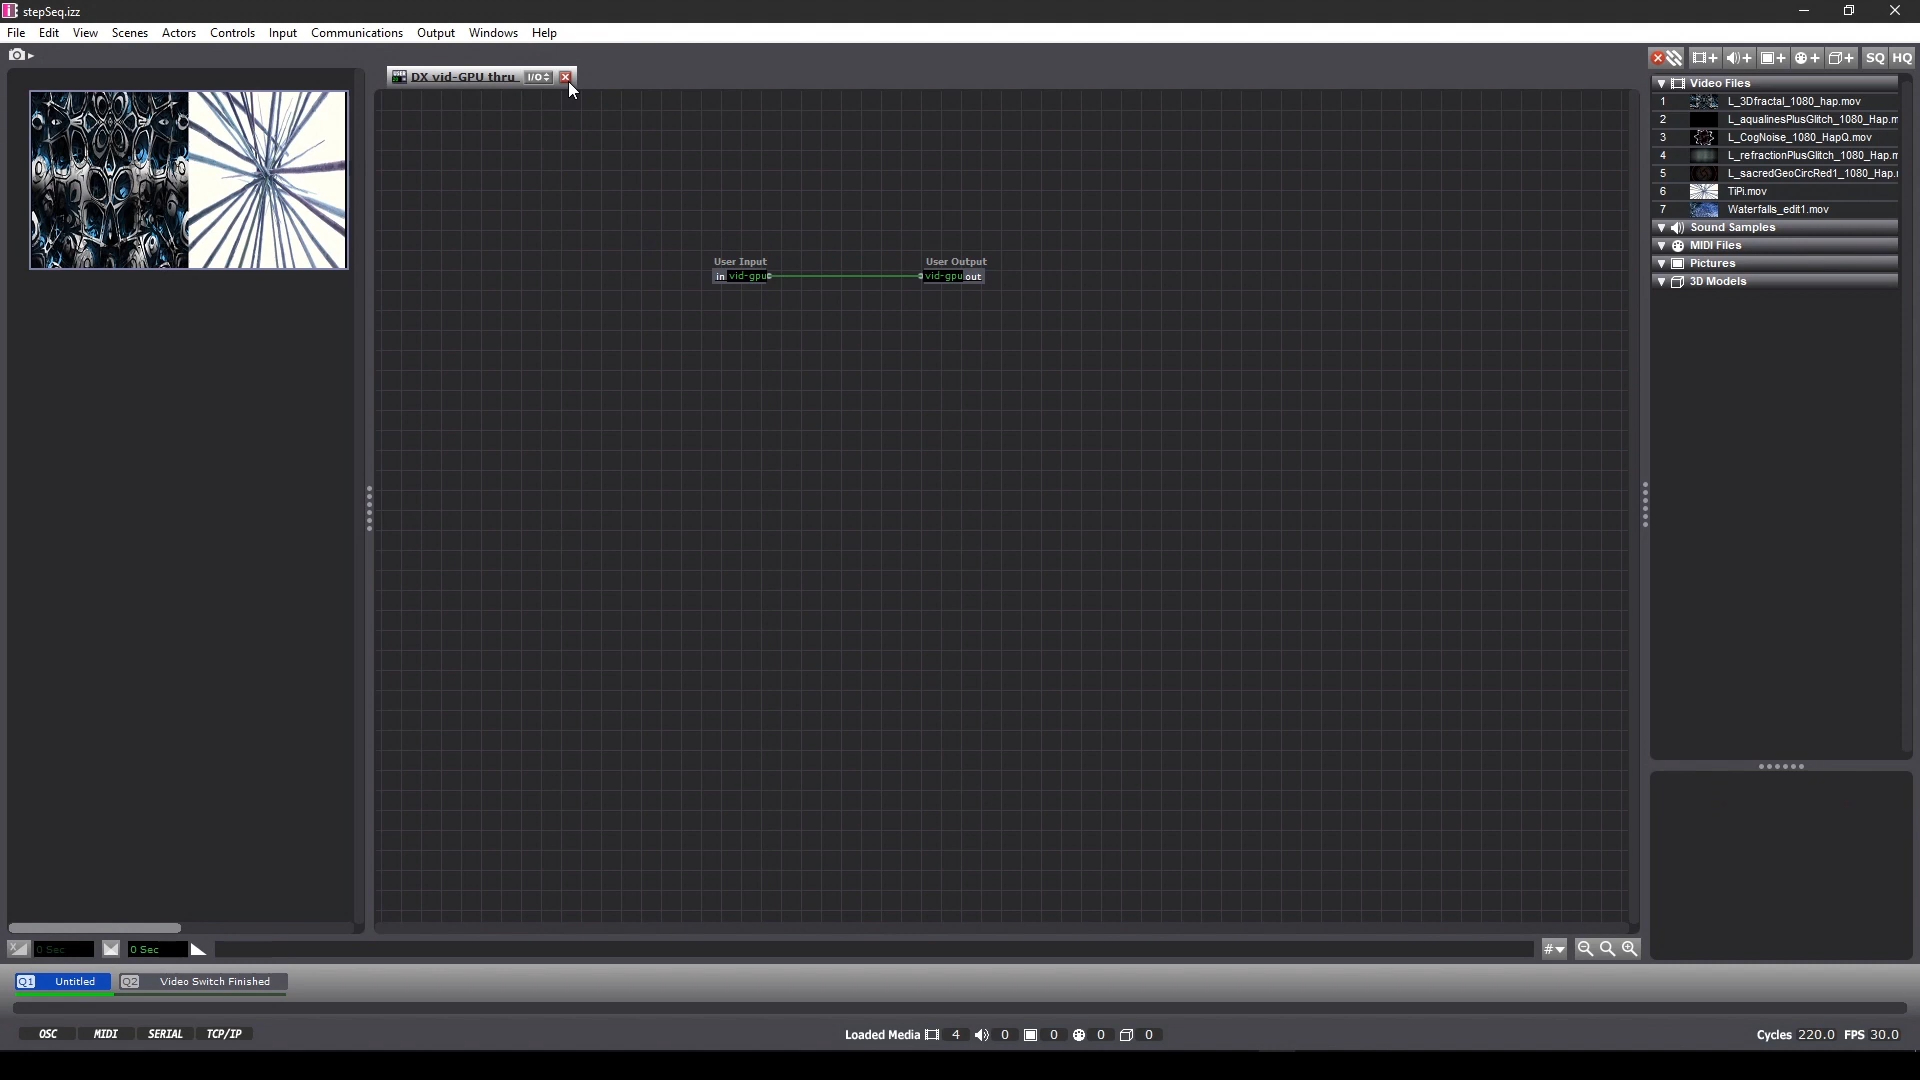 stepSeq.izz
File Edit View Scenes Actors Controls Input Communications Output Windows Help
SQ HQ
DX vid-GPU thru_ I/O
Video Files
1 L_3Dfractal_1080_hap.mov
2 L_aqualinesPlusGlitch_1080_Hap.m
3 L_CogNoise_1080_HapQ.mov
4 L_refractionPlusGlitch_1080_Hap.m
5 L_sacredGeoCircRed1_1080_Hap.
6 TiPi.mov
7 Waterfalls_edit1.mov
Sound Samples
MIDI Files
Pictures
3D Models
User Input User Output
in vid-gpu vid-gpu out
0 Sec 0 Sec #
Q1 Untitled Q2 Video Switch Finished
OSC MIDI SERIAL TCP/IP Loaded Media 4 0 0 0 0 Cycles 220.0 FPS 30.0